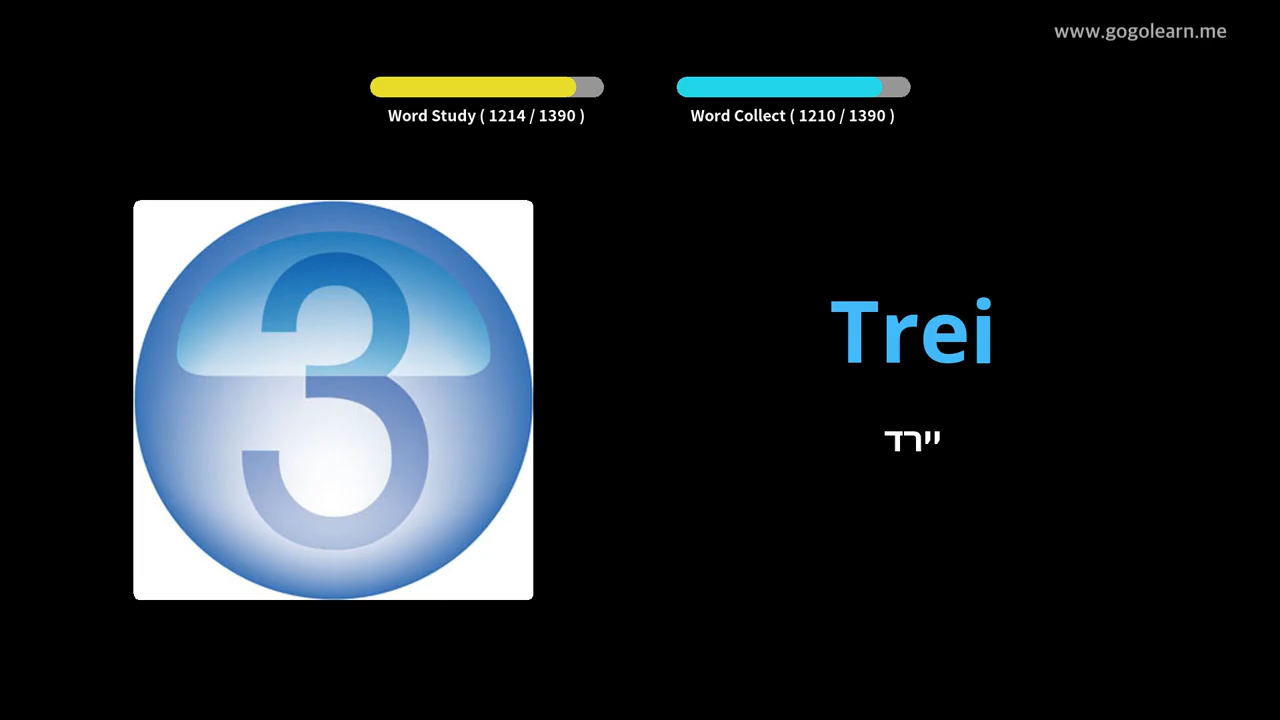 www.gogolearn.me
Word Study ( 1214 / 1390 )
Word Collect ( 1210 / 1390 )
3
Trei
יירד